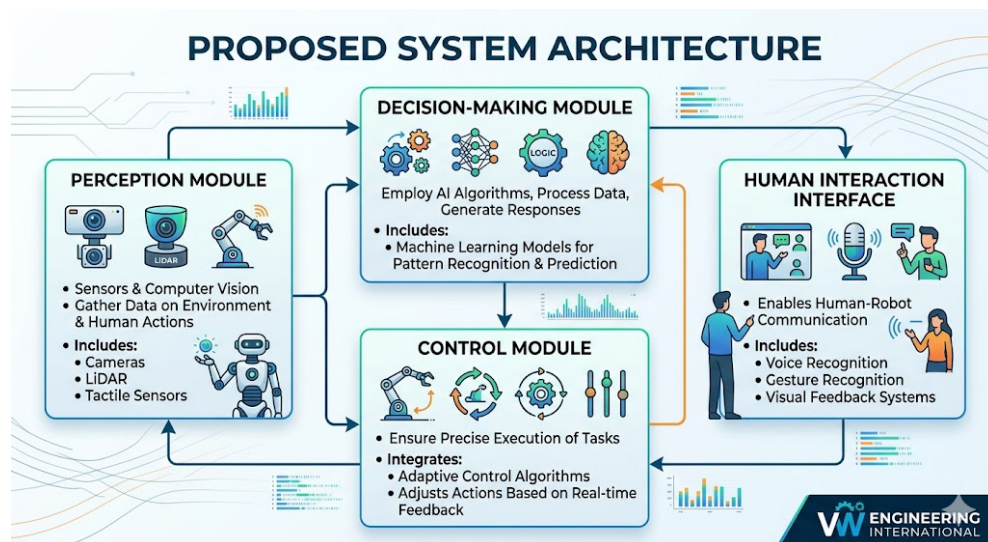 PROPOSED SYSTEM ARCHITECTURE
PERCEPTION MODULE
LIDAR
• Sensors & Computer Vision
• Gather Data on Environment
& Human Actions
• Includes:
• Cameras
• LiDAR
• Tactile Sensors
DECISION-MAKING MODULE
LOGIC
Employ AI Algorithms, Process Data,
Generate Responses
• Includes:
• Machine Learning Models for
Pattern Recognition & Prediction
CONTROL MODULE
• Ensure Precise Execution of Tasks
• Integrates:
• Adaptive Control Algorithms
• Adjusts Actions Based on Real-time
Feedback
HUMAN INTERACTION
INTERFACE
• Enables Human-Robot
Communication
• Includes:
• Voice Recognition
• Gesture Recognition
• Visual Feedback Systems
VW ENGINEERING
INTERNATIONAL